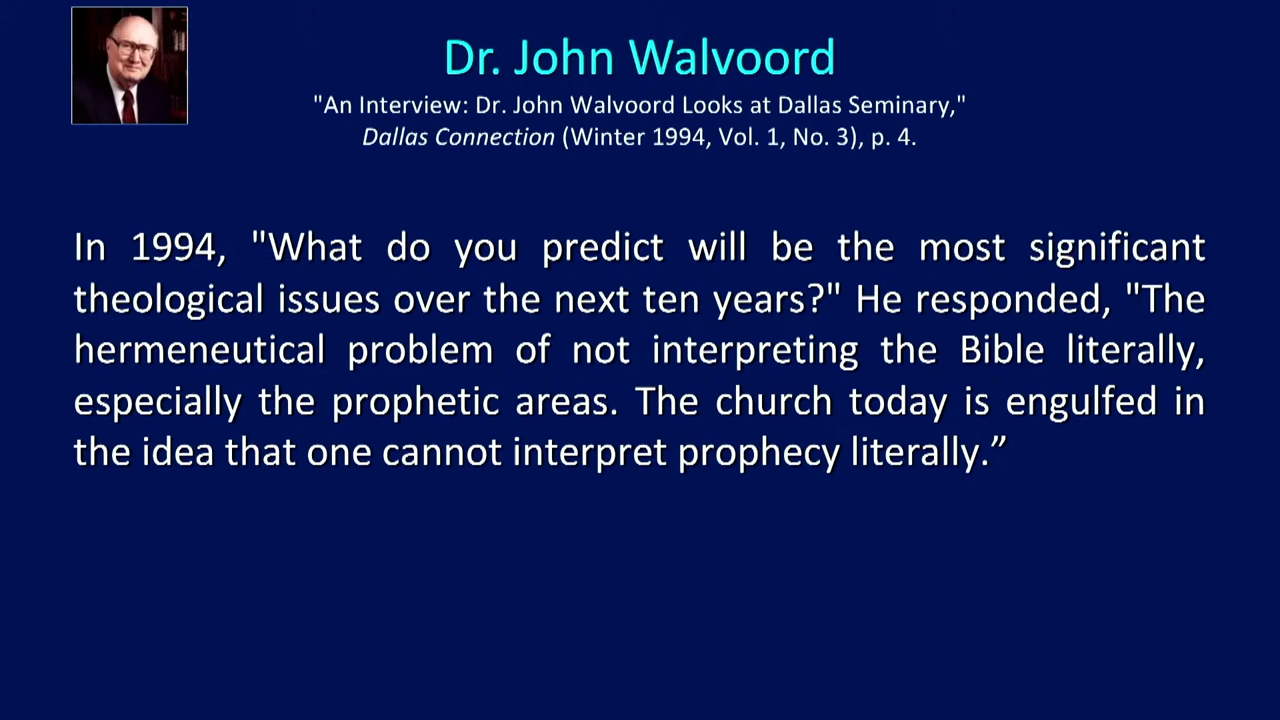 Dr. John Walvoord
"An Interview: Dr. John Walvoord Looks at Dallas Seminary,"
Dallas Connection (Winter 1994, Vol. 1, No. 3), p. 4.
In 1994, "What do you predict will be the most significant
theological issues over the next ten years?" He responded, "The
hermeneutical problem of not interpreting the Bible literally,
especially the prophetic areas. The church today is engulfed in
the idea that one cannot interpret prophecy literally.”